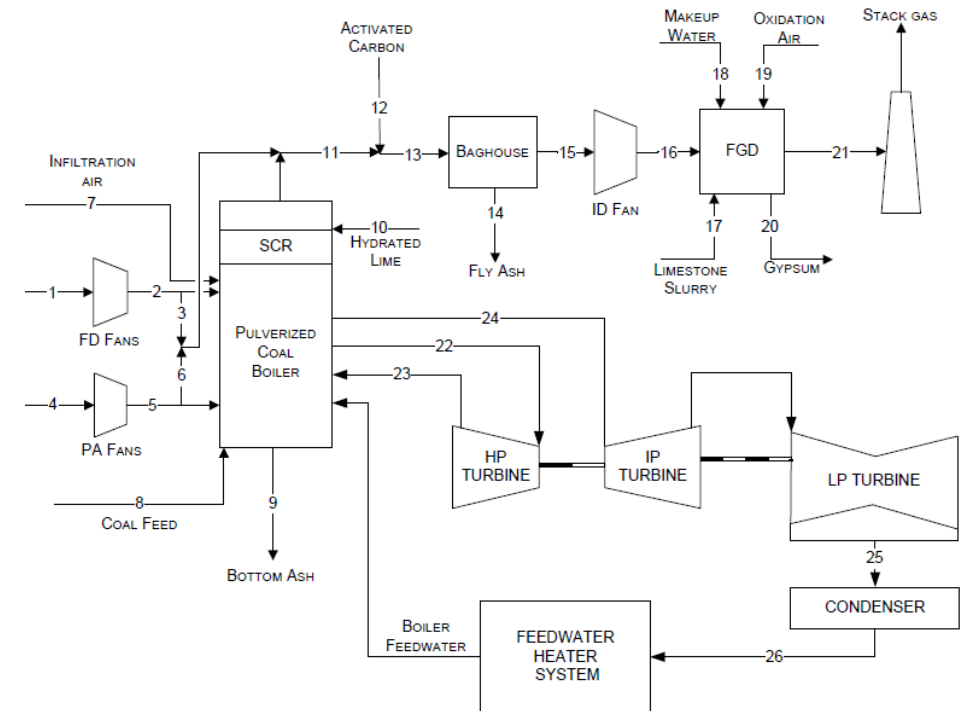 MAKEUP
WATER
OXIDATION
AIR
STACK GAS
ACTIVATED
CARBON
18
19
12
INFILTRATION
AIR
7
11
13
BAGHOUSE
15
16
FGD
21
ID FAN
14
17
20
10
HYDRATED
LIME
SCR
FLY ASH
LIMESTONE
SLURRY
GYPSUM
1
2
3
FD FANS
24
PULVERIZED
COAL
BOILER
22
23
6
4
5
PA FANS
HP
TURBINE
IP
TURBINE
LP TURBINE
8
COAL FEED
9
25
BOTTOM ASH
CONDENSER
BOILER
FEEDWATER
FEEDWATER
HEATER
SYSTEM
26